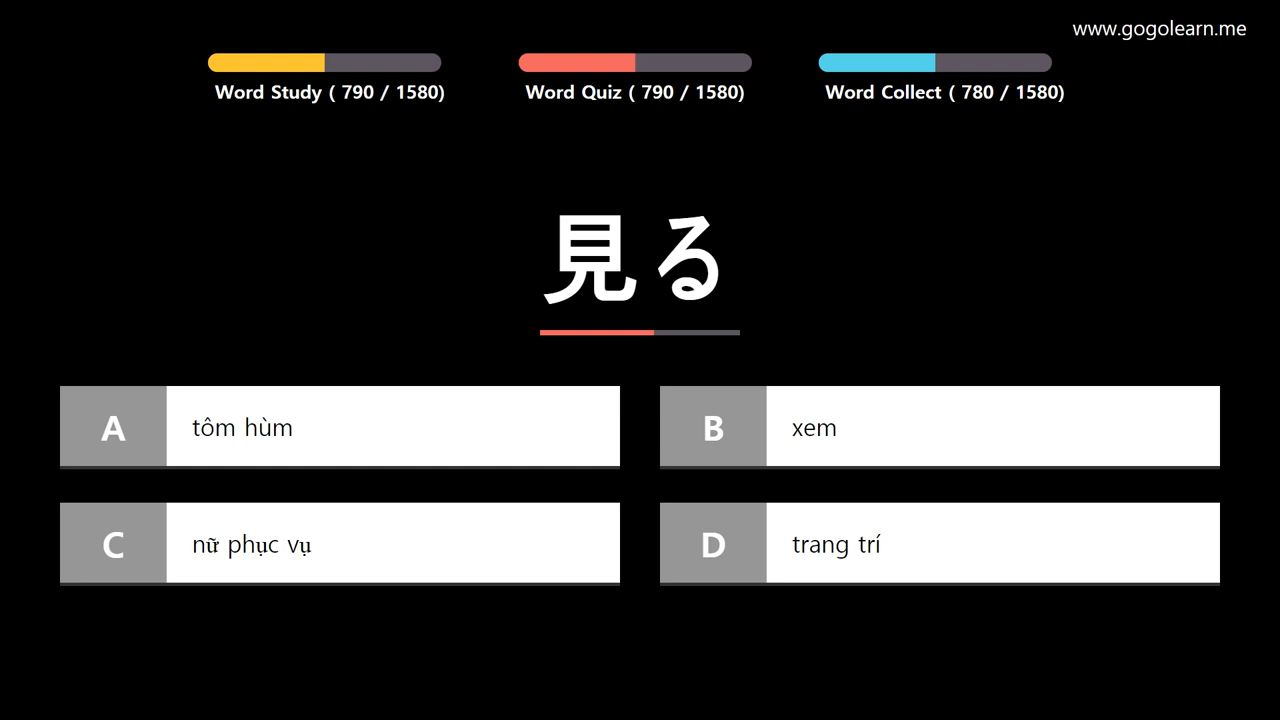 www.gogolearn.me
Word Study ( 790 / 1580)
Word Quiz ( 790 / 1580)
Word Collect ( 780 / 1580)
見る
A
tôm hùm
B
xem
C
nữ phục vụ
D
trang trí